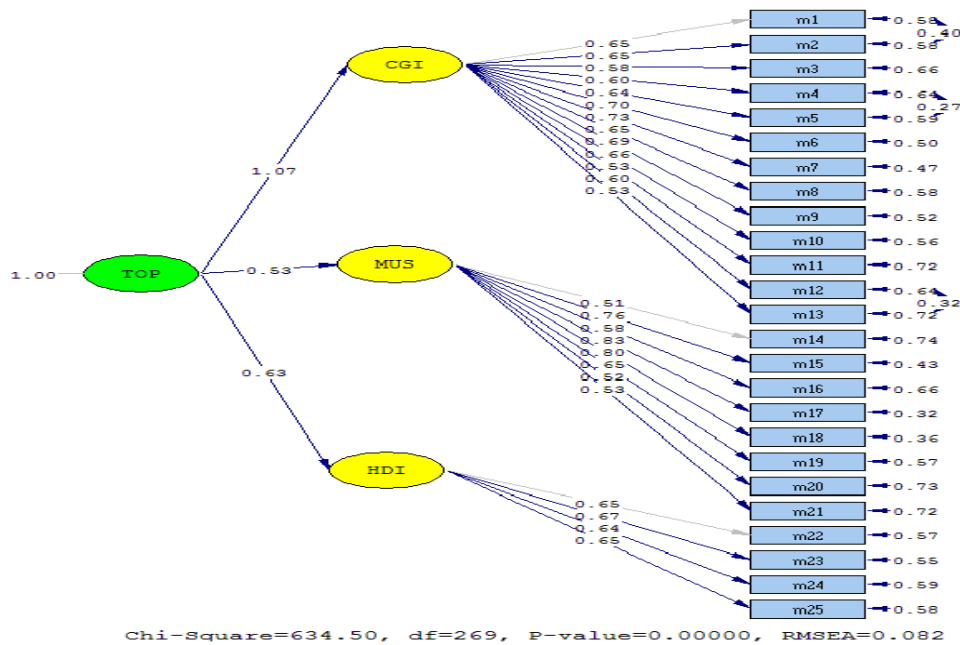 m1
0.58
0.40
0.65
m2
0.58
0.65
CGI
m3
0.66
0.58
m4
0.64
0.60
0.27
m5
0.59
0.64
m6
0.50
0.70
m7
0.47
0.73
m8
0.58
0.65
m9
0.52
0.69
m10
0.56
0.66
m11
0.72
0.53
m12
0.64
0.60
0.32
m13
0.72
0.53
1.07
1.00
TOP
0.53
MUS
0.63
HDI
m14
0.74
0.51
m15
0.43
0.76
m16
0.66
0.58
m17
0.32
0.83
m18
0.36
0.80
m19
0.57
0.65
m20
0.73
0.52
m21
0.72
0.53
m22
0.57
0.65
m23
0.55
0.67
m24
0.59
0.64
m25
0.58
0.65
Chi-Square=634.50, df=269, P-value=0.00000, RMSEA=0.082